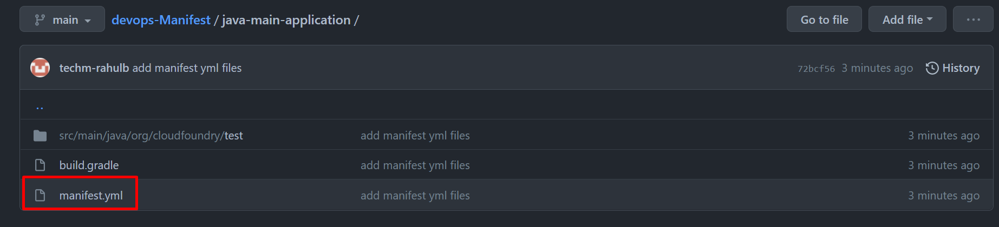 main devops-Manifest / java-main-application / Go to file Add file ...
techm-rahulb add manifest yml files 72bcf56 3 minutes ago History
..
src/main/java/org/cloudfoundry/test add manifest yml files 3 minutes ago
build.gradle add manifest yml files 3 minutes ago
manifest.yml add manifest yml files 3 minutes ago